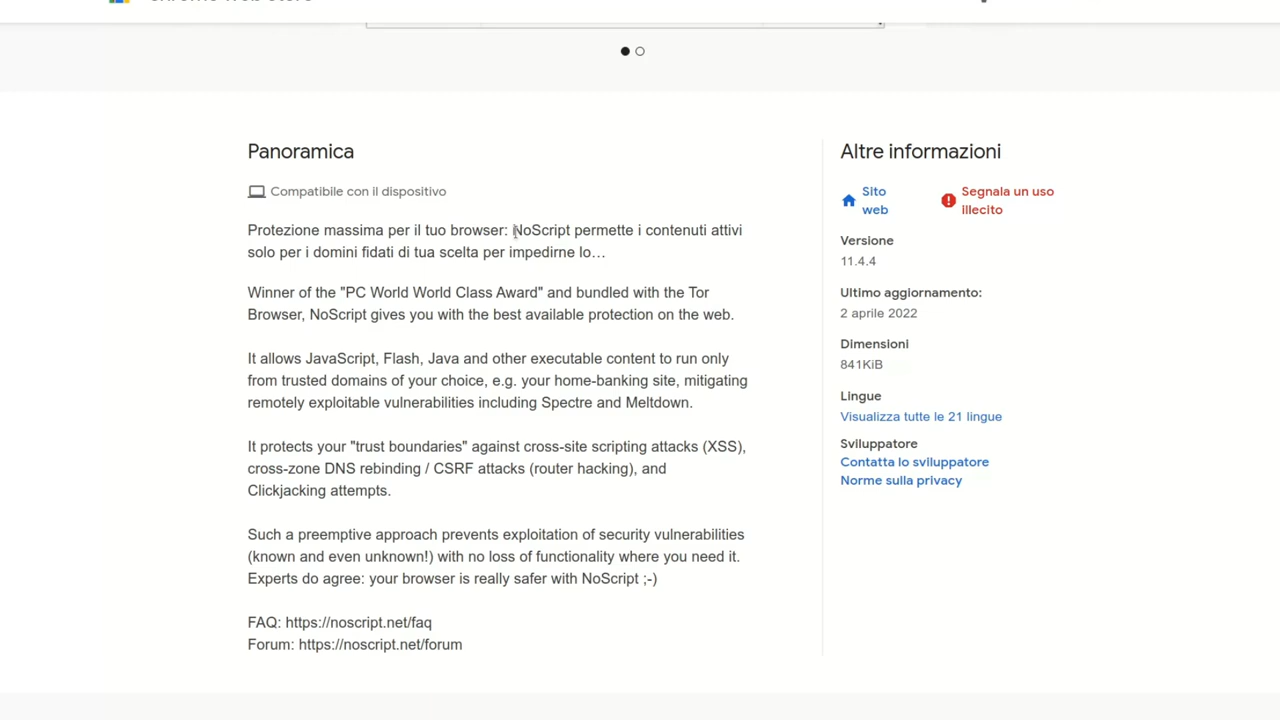 Panoramica
Compatibile con il dispositivo
Protezione massima per il tuo browser: NoScript permette i contenuti attivi
solo per i domini fidati di tua scelta per impedirne lo…
Winner of the "PC World World Class Award" and bundled with the Tor
Browser, NoScript gives you with the best available protection on the web.
It allows JavaScript, Flash, Java and other executable content to run only
from trusted domains of your choice, e.g. your home-banking site, mitigating
remotely exploitable vulnerabilities including Spectre and Meltdown.
It protects your "trust boundaries" against cross-site scripting attacks (XSS),
cross-zone DNS rebinding / CSRF attacks (router hacking), and
Clickjacking attempts.
Such a preemptive approach prevents exploitation of security vulnerabilities
(known and even unknown!) with no loss of functionality where you need it.
Experts do agree: your browser is really safer with NoScript ;-)
FAQ: https://noscript.net/faq
Forum: https://noscript.net/forum
Altre informazioni
Sito
web
Segnala un uso
illecito
Versione
11.4.4
Ultimo aggiornamento:
2 aprile 2022
Dimensioni
841KiB
Lingue
Visualizza tutte le 21 lingue
Sviluppatore
Contatta lo sviluppatore
Norme sulla privacy